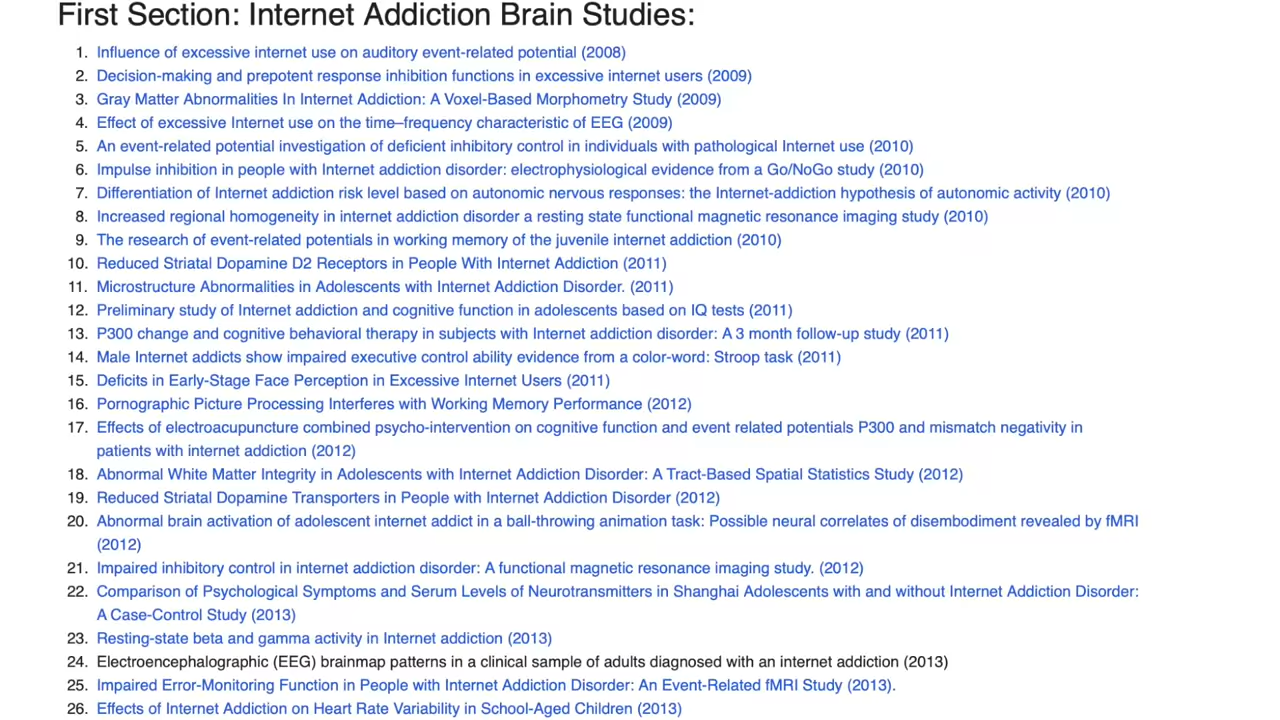 First Section: Internet Addiction Brain Studies:
1. Influence of excessive internet use on auditory event-related potential (2008)
2. Decision-making and prepotent response inhibition functions in excessive internet users (2009)
3. Gray Matter Abnormalities In Internet Addiction: A Voxel-Based Morphometry Study (2009)
4. Effect of excessive Internet use on the time–frequency characteristic of EEG (2009)
5. An event-related potential investigation of deficient inhibitory control in individuals with pathological Internet use (2010)
6. Impulse inhibition in people with Internet addiction disorder: electrophysiological evidence from a Go/NoGo study (2010)
7. Differentiation of Internet addiction risk level based on autonomic nervous responses: the Internet-addiction hypothesis of autonomic activity (2010)
8. Increased regional homogeneity in internet addiction disorder a resting state functional magnetic resonance imaging study (2010)
9. The research of event-related potentials in working memory of the juvenile internet addiction (2010)
10. Reduced Striatal Dopamine D2 Receptors in People With Internet Addiction (2011)
11. Microstructure Abnormalities in Adolescents with Internet Addiction Disorder. (2011)
12. Preliminary study of Internet addiction and cognitive function in adolescents based on IQ tests (2011)
13. P300 change and cognitive behavioral therapy in subjects with Internet addiction disorder: A 3 month follow-up study (2011)
14. Male Internet addicts show impaired executive control ability evidence from a color-word: Stroop task (2011)
15. Deficits in Early-Stage Face Perception in Excessive Internet Users (2011)
16. Pornographic Picture Processing Interferes with Working Memory Performance (2012)
17. Effects of electroacupuncture combined psycho-intervention on cognitive function and event related potentials P300 and mismatch negativity in
patients with internet addiction (2012)
18. Abnormal White Matter Integrity in Adolescents with Internet Addiction Disorder: A Tract-Based Spatial Statistics Study (2012)
19. Reduced Striatal Dopamine Transporters in People with Internet Addiction Disorder (2012)
20. Abnormal brain activation of adolescent internet addict in a ball-throwing animation task: Possible neural correlates of disembodiment revealed by fMRI
(2012)
21. Impaired inhibitory control in internet addiction disorder: A functional magnetic resonance imaging study. (2012)
22. Comparison of Psychological Symptoms and Serum Levels of Neurotransmitters in Shanghai Adolescents with and without Internet Addiction Disorder:
A Case-Control Study (2013)
23. Resting-state beta and gamma activity in Internet addiction (2013)
24. Electroencephalographic (EEG) brainmap patterns in a clinical sample of adults diagnosed with an internet addiction (2013)
25. Impaired Error-Monitoring Function in People with Internet Addiction Disorder: An Event-Related fMRI Study (2013).
26. Effects of Internet Addiction on Heart Rate Variability in School-Aged Children (2013)